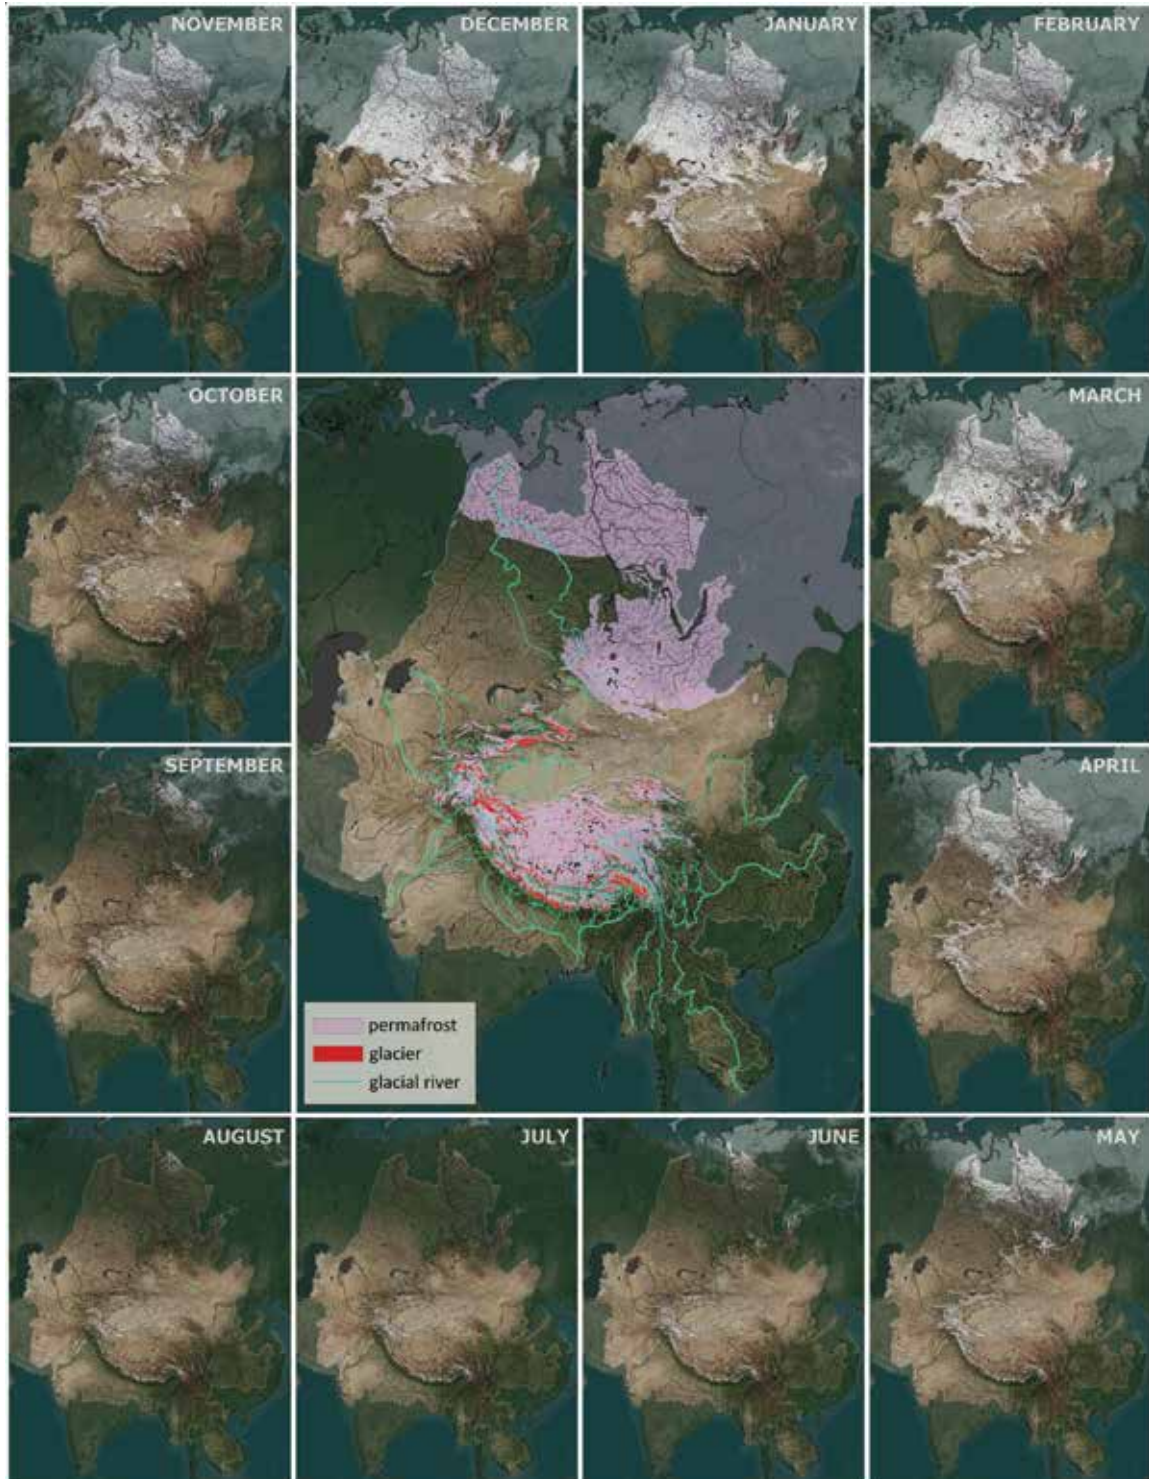 NOVEMBER
DECEMBER
JANUARY
FEBRUARY
OCTOBER
MARCH
SEPTEMBER
APRIL
permafrost
glacier
glacial river
AUGUST
JULY
JUNE
MAY